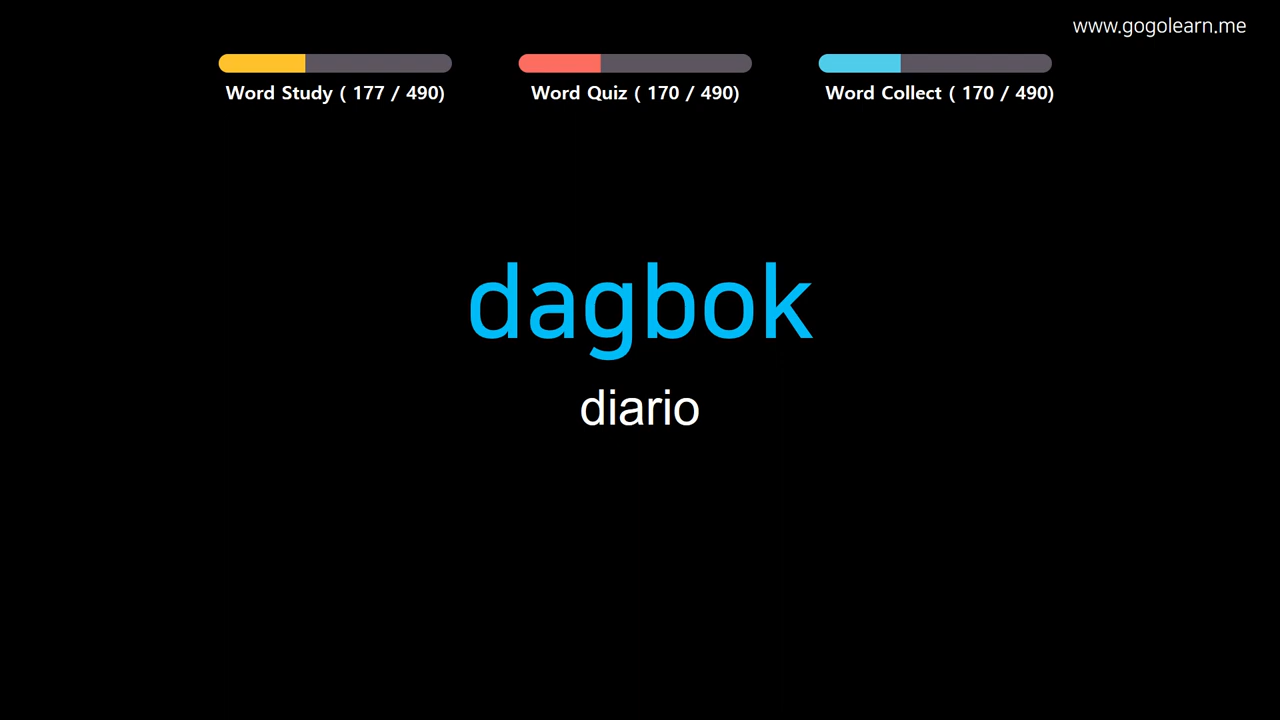 www.gogolearn.me
Word Study ( 177 / 490)
Word Quiz ( 170 / 490)
Word Collect ( 170 / 490)
dagbok
diario